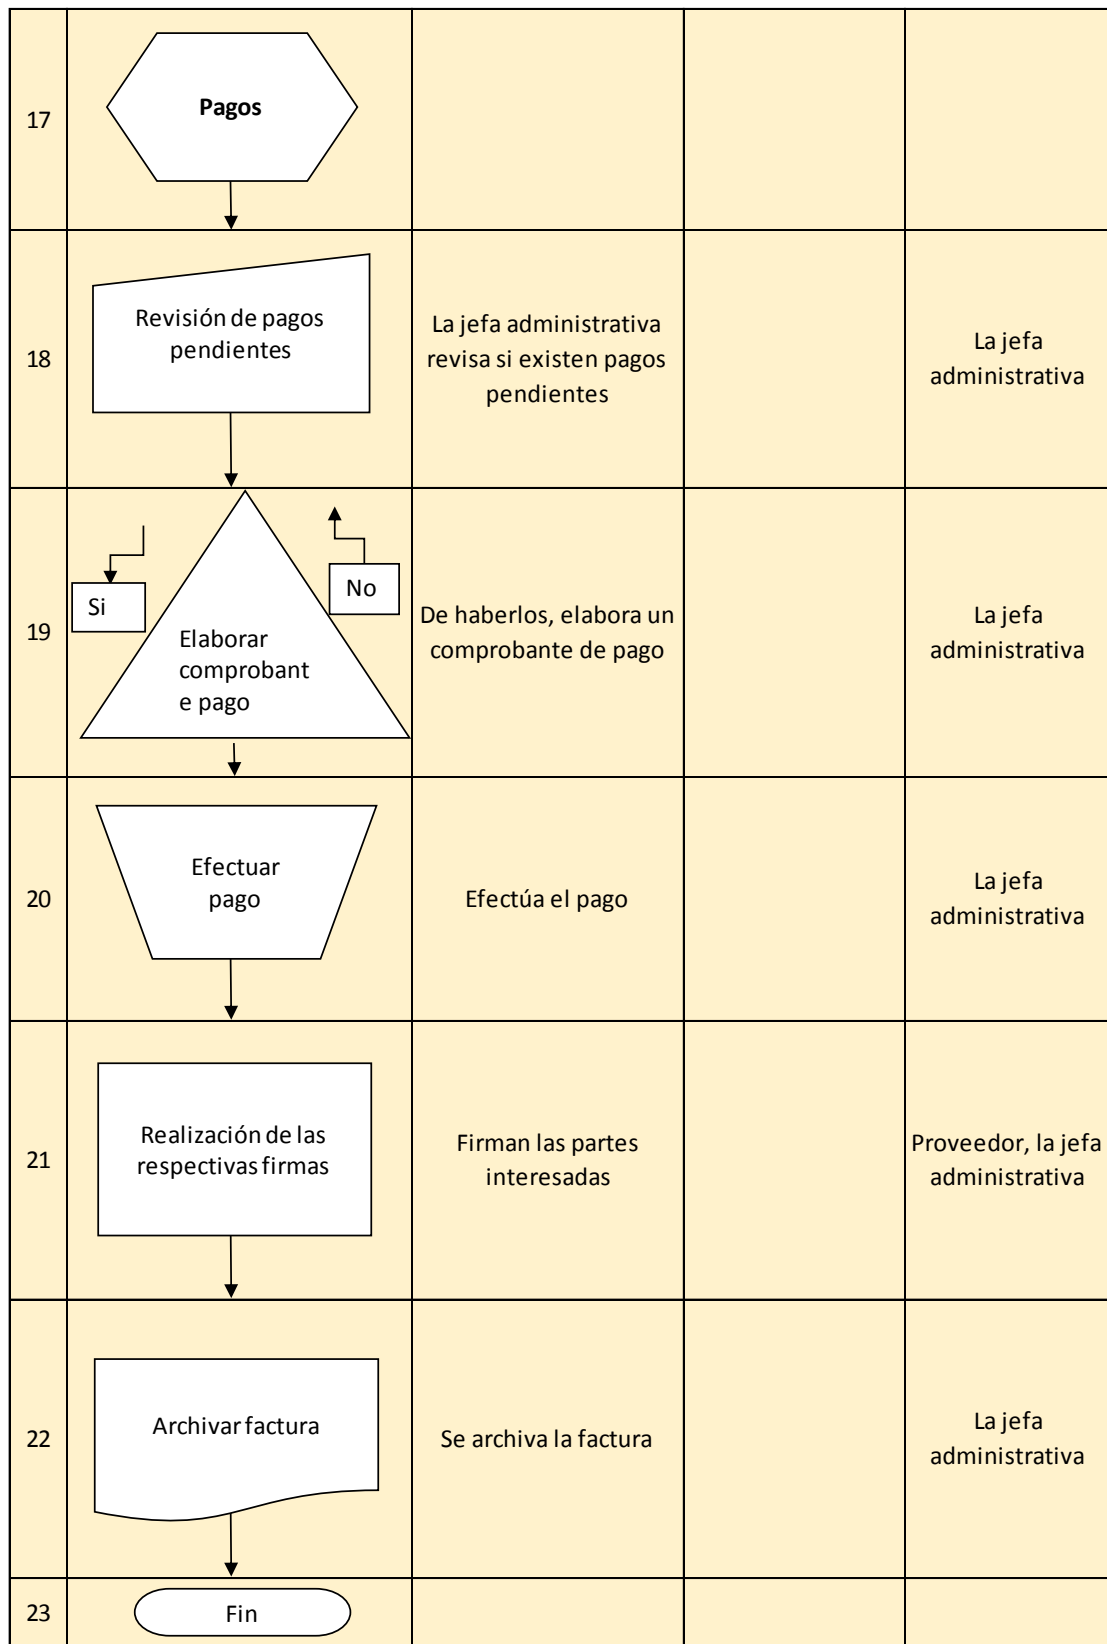 17
Pagos
18
Revisión de pagos
pendientes
La jefa administrativa
revisa si existen pagos
pendientes
La jefa
administrativa
19
Si
No
Elaborar
comprobant
e pago
De haberlos, elabora un
comprobante de pago
La jefa
administrativa
20
Efectuar
pago
Efectúa el pago
La jefa
administrativa
21
Realización de las
respectivas firmas
Firman las partes
interesadas
Proveedor, la jefa
administrativa
22
Archivar factura
Se archiva la factura
La jefa
administrativa
23
Fin